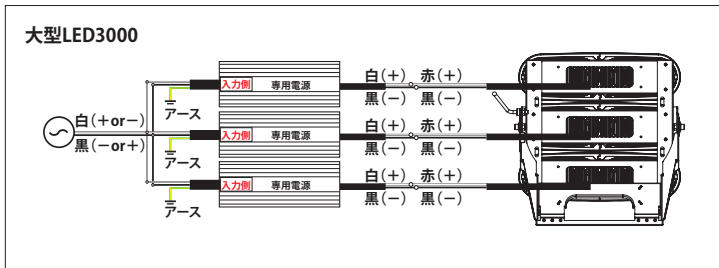 大型LED3000
白(+) 赤(+)
入力側 専用電源
黒(−) 黒(−)
アース
白(+or−)
白(+) 赤(+)
入力側 専用電源
黒(−or+)
黒(−) 黒(−)
アース
白(+) 赤(+)
入力側 専用電源
黒(−) 黒(−)
アース